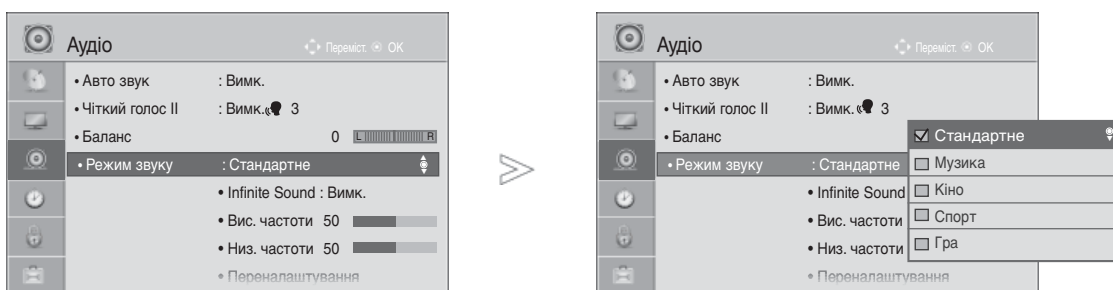 Аудіо
Переміст. OK
• Авто звук : Вимк.
• Чіткий голос II : Вимк. 3
• Баланс 0 L R
• Режим звуку : Стандартне
• Infinite Sound : Вимк.
• Вис. частоти 50
• Низ. частоти 50
• Переналаштування
Аудіо
Переміст. OK
• Авто звук : Вимк.
• Чіткий голос II : Вимк. 3
• Баланс
• Режим звуку : Стандартне
• Infinite Sound
• Вис. частоти
• Низ. частоти
• Переналаштування
Стандартне
Музика
Кіно
Спорт
Гра